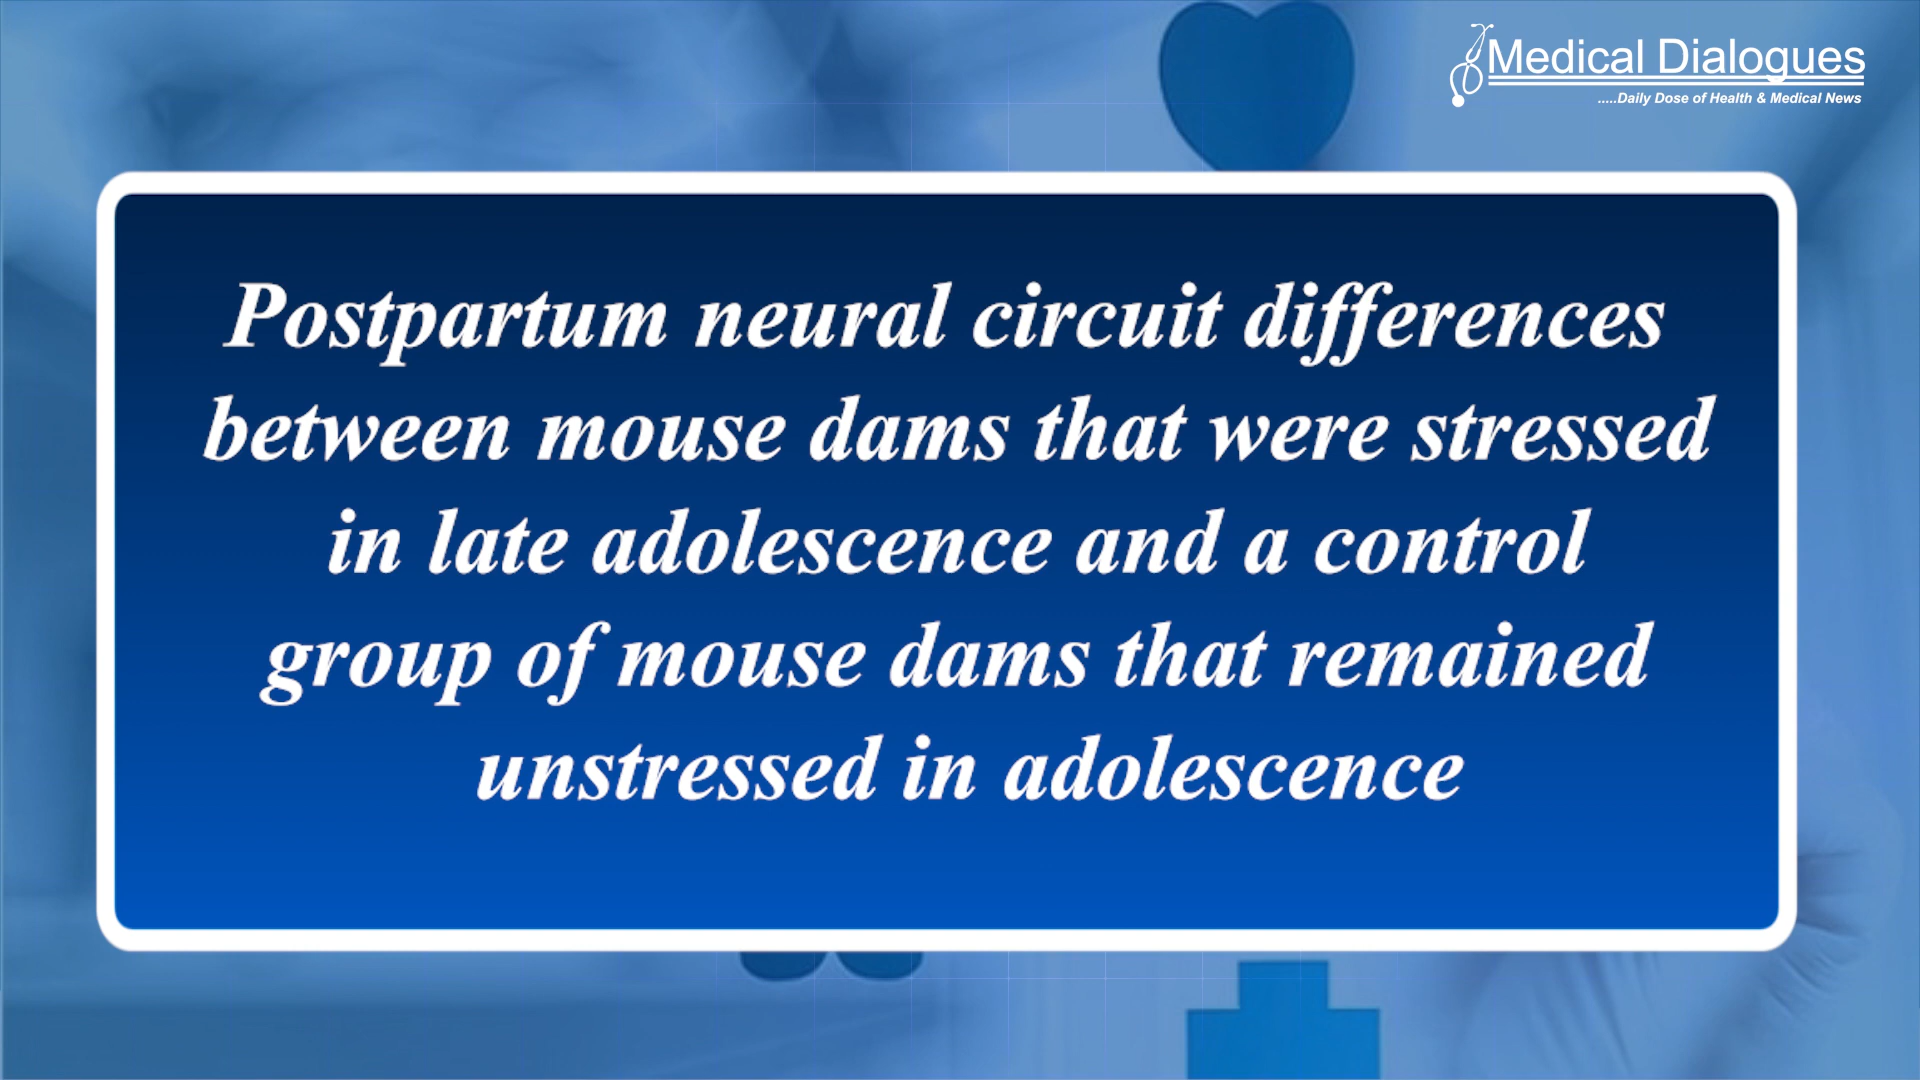 Medical Dialogues
.....Daily Dose of Health & Medical News
Postpartum neural circuit differences
between mouse dams that were stressed
in late adolescence and a control
group of mouse dams that remained
unstressed in adolescence